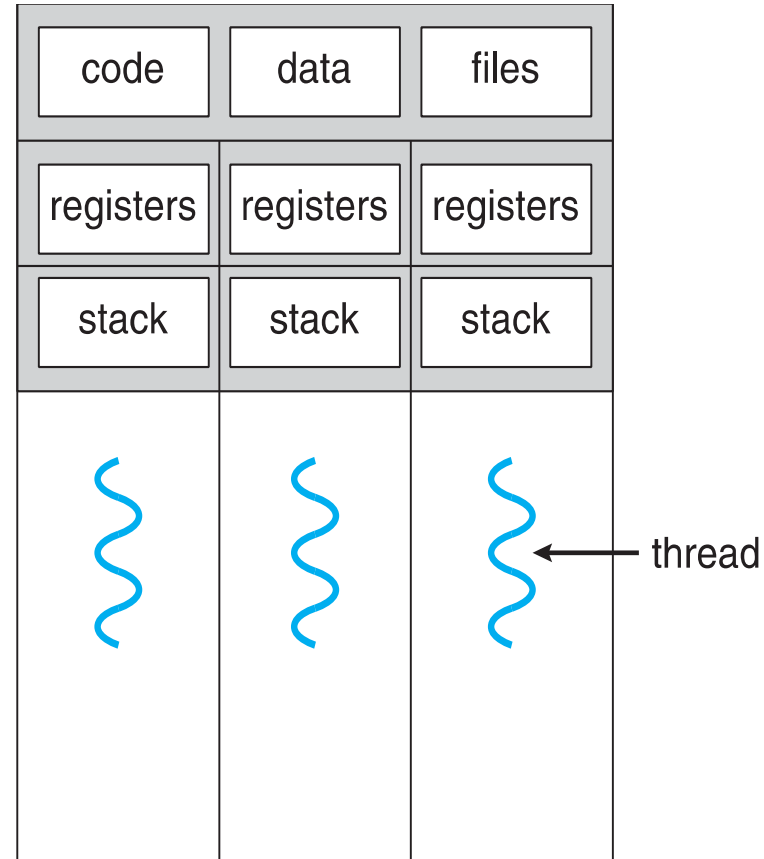 code data files
registers registers registers
stack stack stack
thread